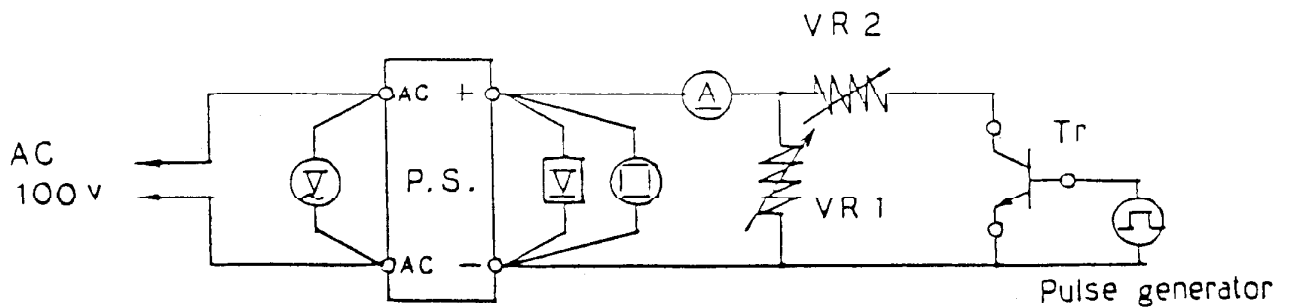 VR 2
AC +
A
AC
100 v
V
P.S.
V
VR 1
Tr
AC −
Pulse generator